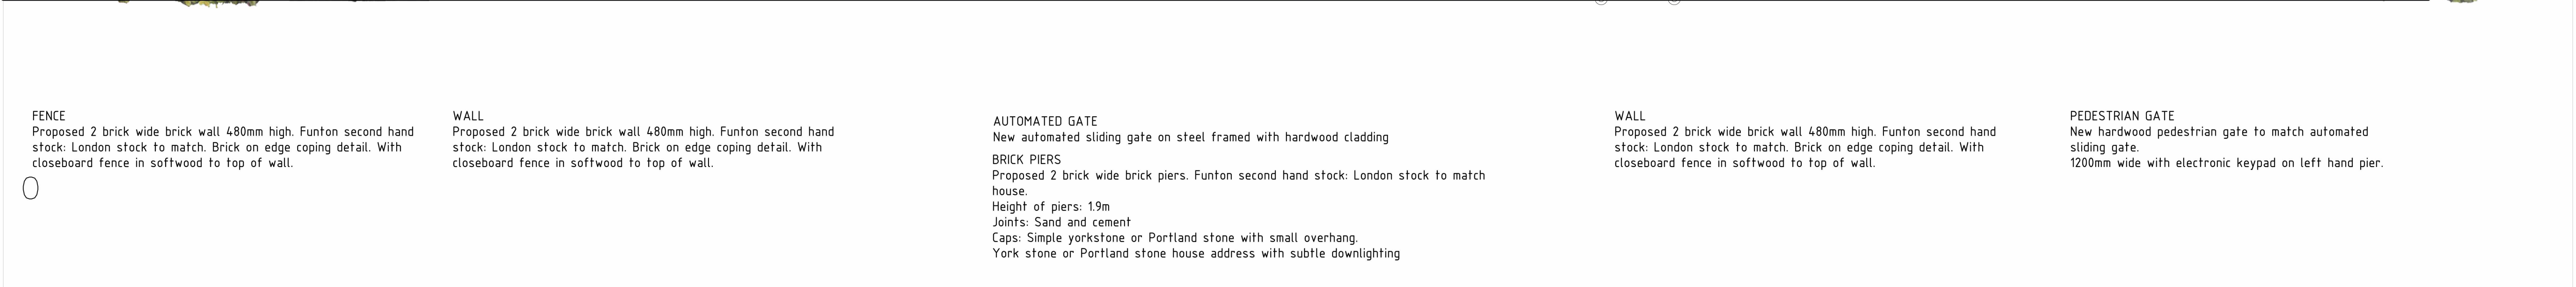 FENCE
Proposed 2 brick wide brick wall 480mm high. Funton second hand
stock: London stock to match. Brick on edge coping detail. With
closeboard fence in softwood to top of wall.
0
WALL
Proposed 2 brick wide brick wall 480mm high. Funton second hand
stock: London stock to match. Brick on edge coping detail. With
closeboard fence in softwood to top of wall.
AUTOMATED GATE
New automated sliding gate on steel framed with hardwood cladding
BRICK PIERS
Proposed 2 brick wide brick piers. Funton second hand stock: London stock to match
house.
Height of piers: 1.9m
Joints: Sand and cement
Caps: Simple yorkstone or Portland stone with small overhang.
York stone or Portland stone house address with subtle downlighting
WALL
Proposed 2 brick wide brick wall 480mm high. Funton second hand
stock: London stock to match. Brick on edge coping detail. With
closeboard fence in softwood to top of wall.
PEDESTRIAN GATE
New hardwood pedestrian gate to match automated
sliding gate.
1200mm wide with electronic keypad on left hand pier.